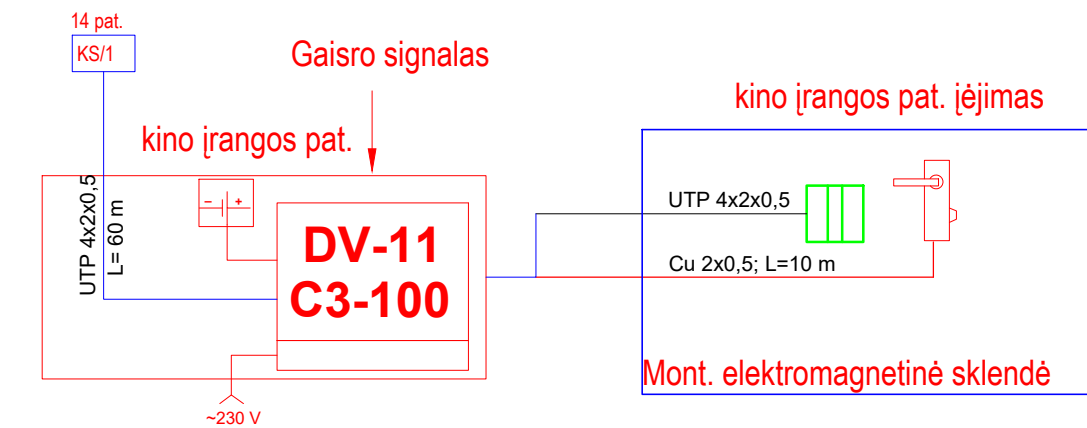 14 pat.
KS/1
Gaisro signalas
kino įrangos pat. įėjimas
kino įrangos pat.
UTP 4x2x0,5
L= 60 m
− +
DV-11
C3-100
UTP 4x2x0,5
Cu 2x0,5; L=10 m
Mont. elektromagnetinė sklendė
~230 V